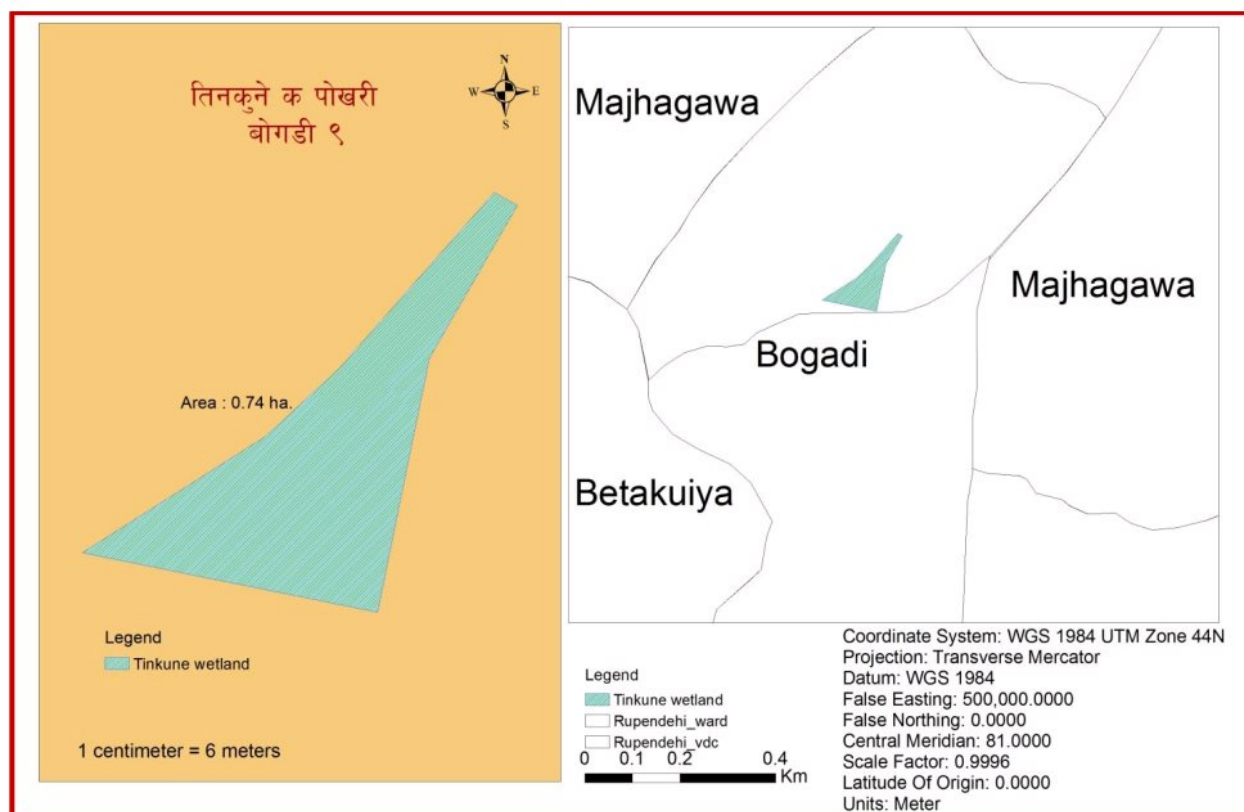 तिनकुने क पोखरी
बोगडी ९
N
W E
S
Area : 0.74 ha.
Legend
Tinkune wetland
1 centimeter = 6 meters
Majhagawa
Majhagawa
Bogadi
Betakuiya
Legend
Tinkune wetland
Rupendehi_ward
Rupendehi_vdc
0 0.1 0.2 0.4
Km
Coordinate System: WGS 1984 UTM Zone 44N
Projection: Transverse Mercator
Datum: WGS 1984
False Easting: 500,000.0000
False Northing: 0.0000
Central Meridian: 81.0000
Scale Factor: 0.9996
Latitude Of Origin: 0.0000
Units: Meter